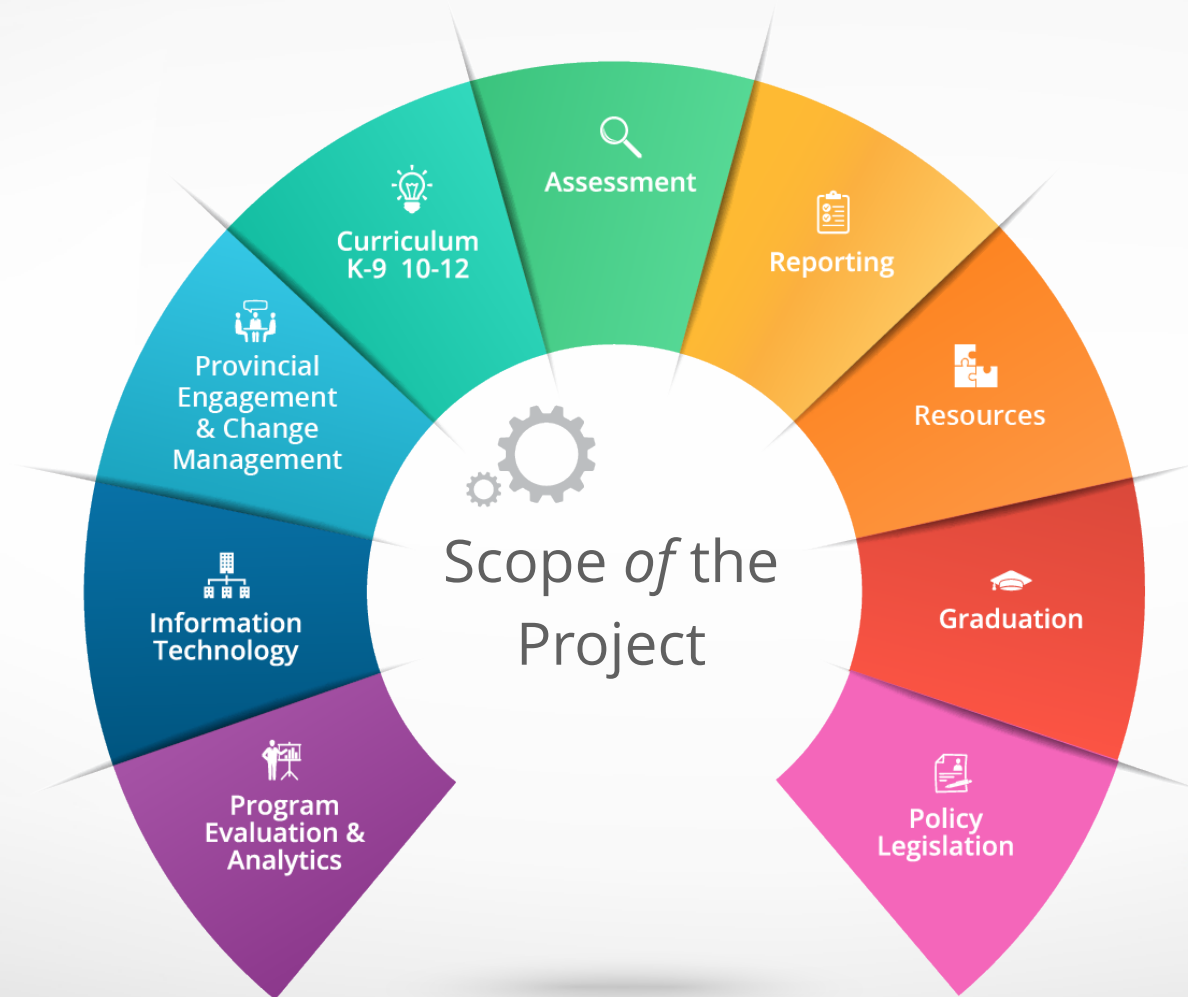 Assessment
Curriculum
K-9 10-12
Reporting
Provincial
Engagement
& Change
Management
Resources
Information
Technology
Scope of the
Project
Graduation
Program
Evaluation &
Analytics
Policy
Legislation